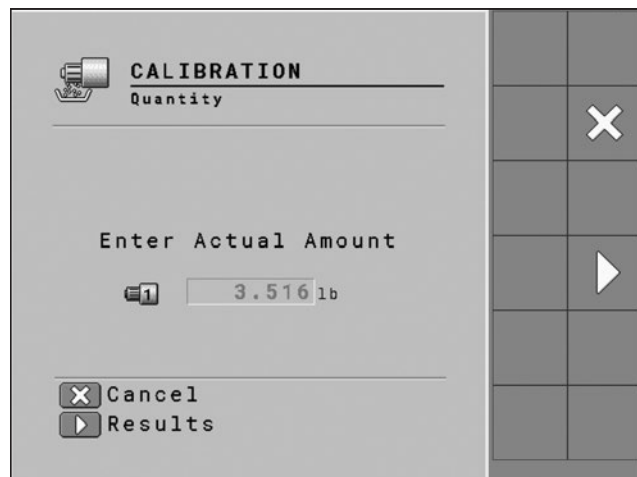 CALIBRATION
Quantity
Enter Actual Amount
1 3.516 lb
Cancel
Results